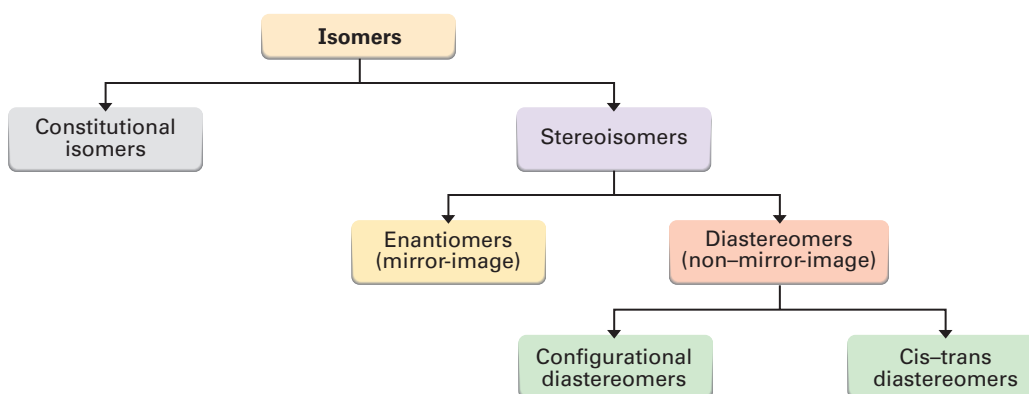 Isomers
Constitutional
isomers
Stereoisomers
Enantiomers
(mirror-image)
Diastereomers
(non–mirror-image)
Configurational
diastereomers
Cis–trans
diastereomers